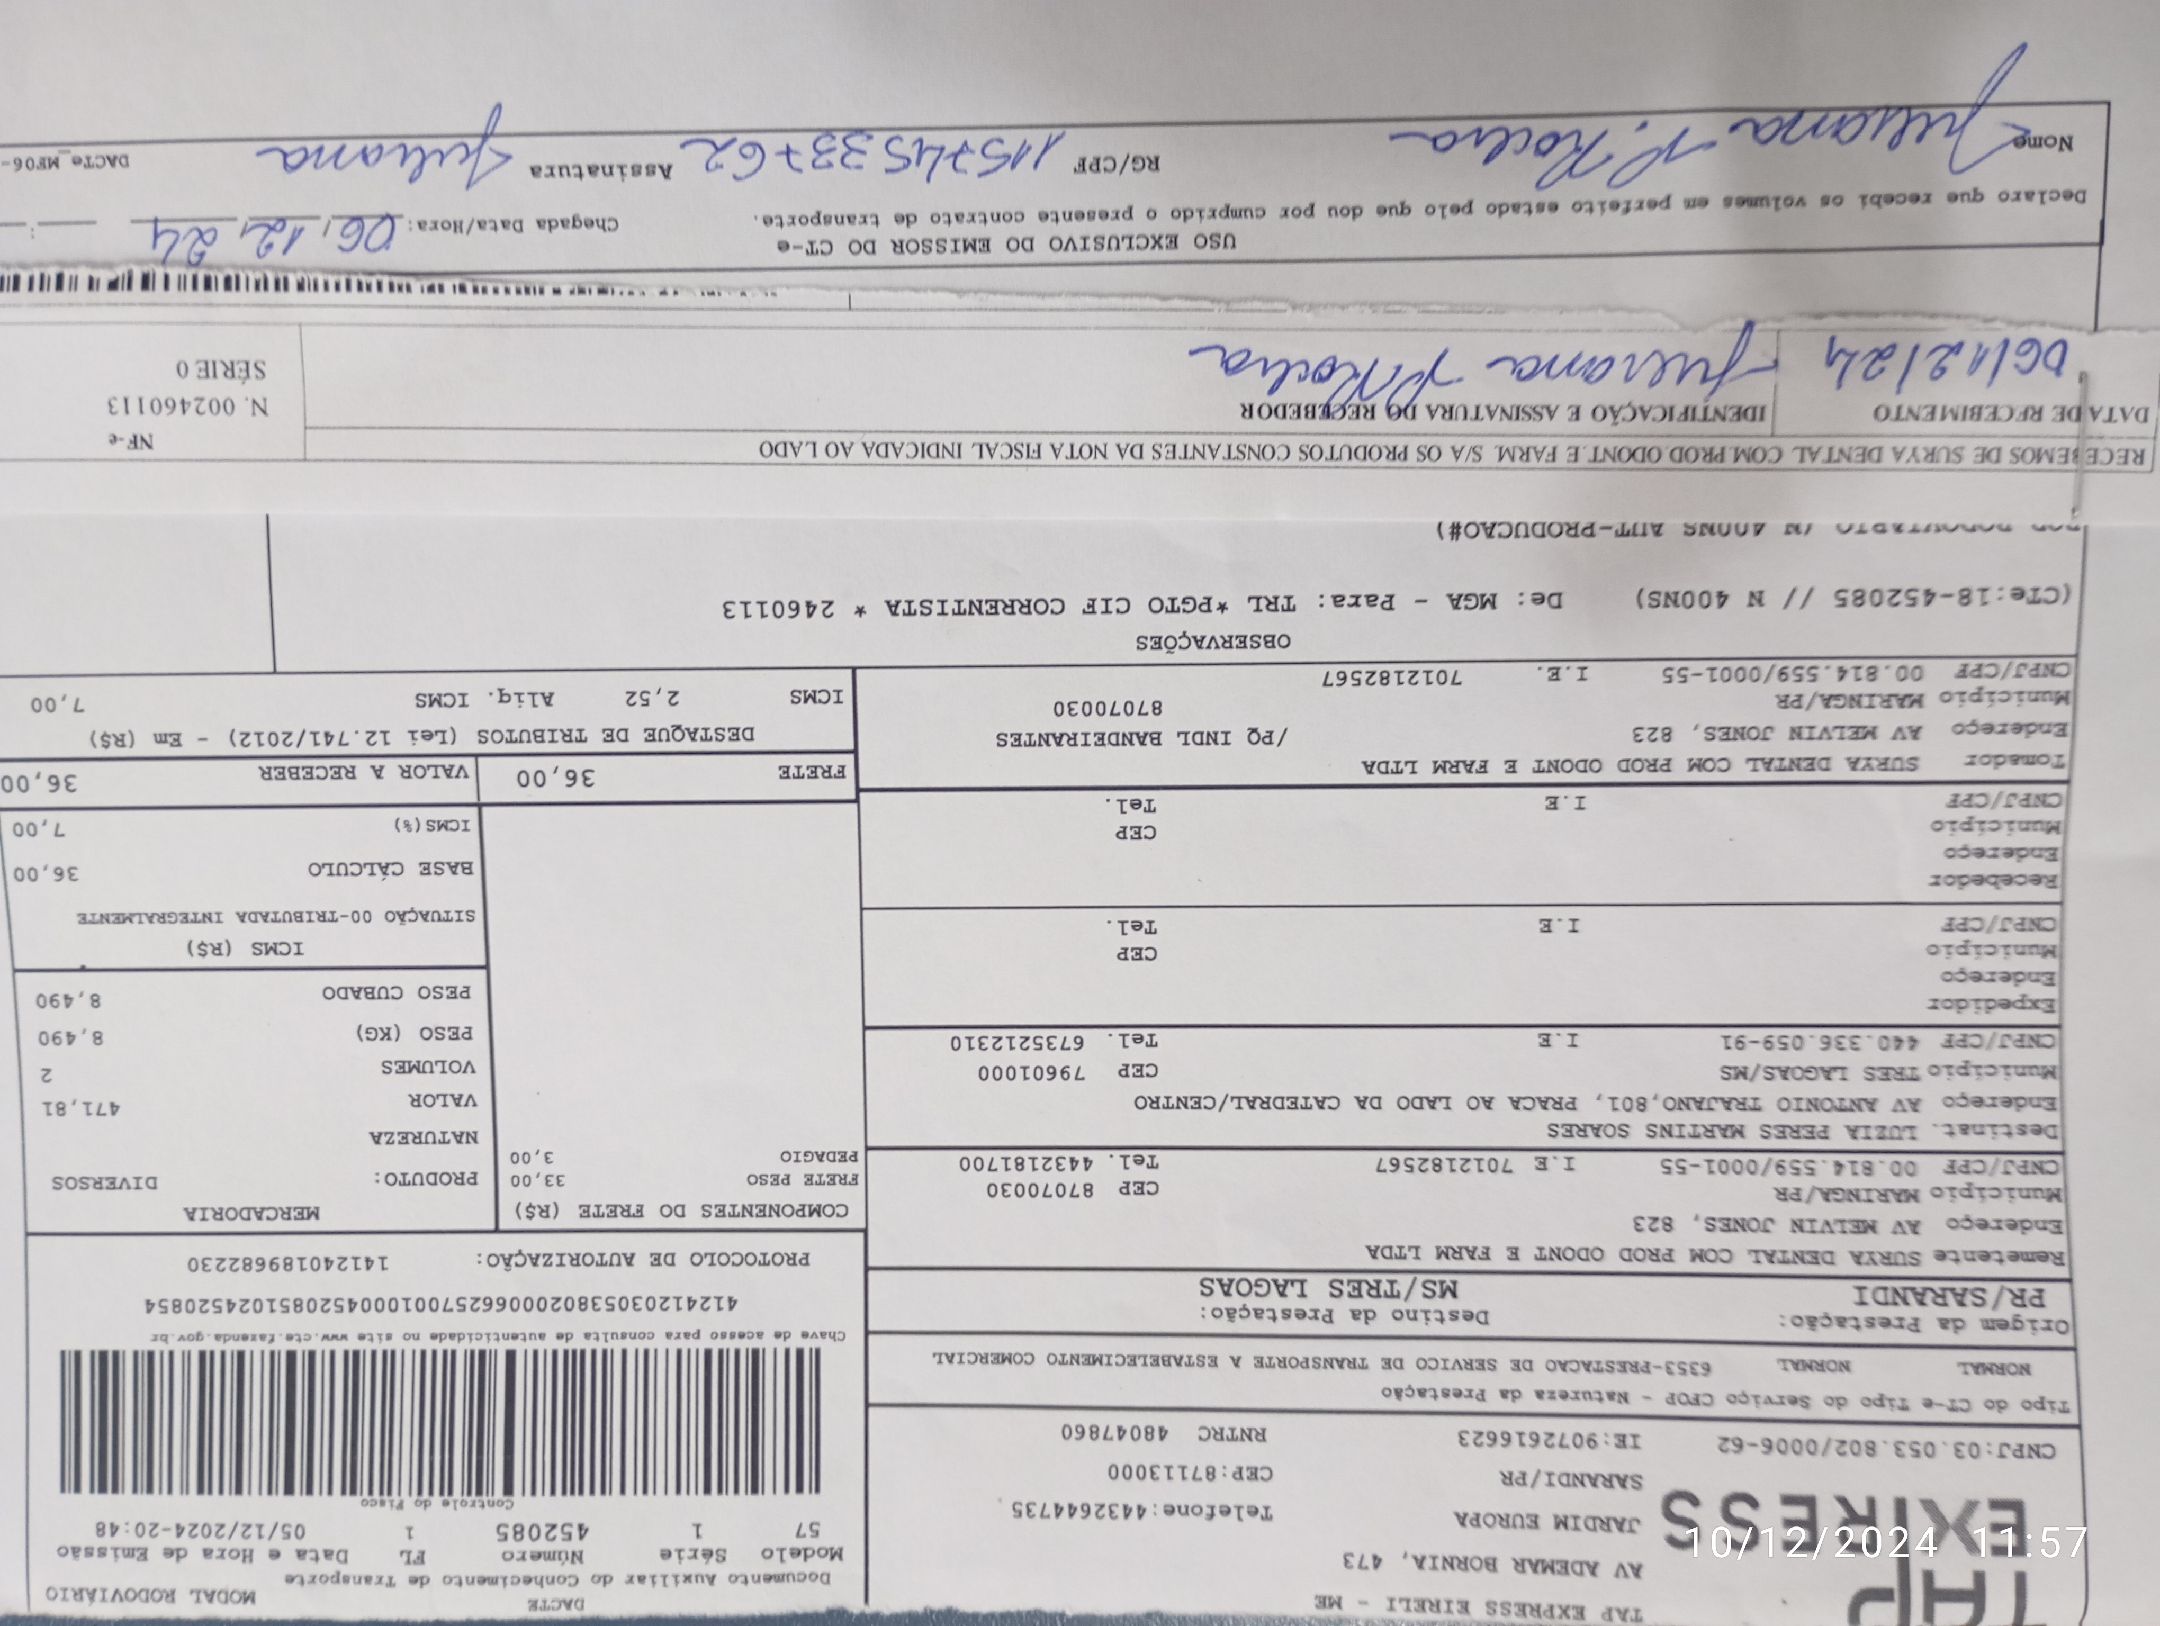 TAP
EXIRESS
TAP EXPRESS EIRELI - ME
AV ADEMAR BORNIA, 473
JARDIM EUROPA
Telefone:4432644735
SARANDI/PR
CEP:87113000
CNPJ:03.053.802/0006-62
IE:9072616623
RNTRC 48047860
DACTE
MODAL RODOVIÁRIO
Documento Auxiliar do Conhecimento de Transporte
Modelo Série Número FL Data e Hora de Emissão
57 1 452085 1 05/12/2024-20:48
Controle do Fisco
Chave de acesso para consulta de autenticidade no site www.cte.fazenda.gov.br
41241203053802000662570010004520851024520854
PROTOCOLO DE AUTORIZAÇÃO: 141240189682230
Tipo do CT-e Tipo do Serviço CFOP - Natureza da Prestação
NORMAL NORMAL 6353-PRESTACAO DE SERVICO DE TRANSPORTE A ESTABELECIMENTO COMERCIAL
Origem da Prestação: Destino da Prestação:
PR/SARANDI MS/TRES LAGOAS
Remetente SURYA DENTAL COM PROD ODONT E FARM LTDA
Endereço AV MELVIN JONES, 823
Município MARINGA/PR CEP 87070030
CNPJ/CPF 00.814.559/0001-55 I.E 7012182567 Tel. 4432181700
Destinat. LUZIA PERES MARTINS SOARES
Endereço AV ANTONIO TRAJANO,801, PRACA AO LADO DA CATEDRAL/CENTRO
Município TRES LAGOAS/MS CEP 79601000
CNPJ/CPF 440.336.059-91 I.E Tel. 6735212310
Expedidor
Endereço
Município CEP
CNPJ/CPF I.E Tel.
Recebedor
Endereço
Município CEP
CNPJ/CPF I.E Tel.
Tomador SURYA DENTAL COM PROD ODONT E FARM LTDA
Endereço AV MELVIN JONES, 823 /PQ INDL BANDEIRANTES
Município MARINGA/PR 87070030
CNPJ/CPF 00.814.559/0001-55 I.E. 7012182567
COMPONENTES DO FRETE (R$)
FRETE PESO 33,00
PEDAGIO 3,00
MERCADORIA
PRODUTO: DIVERSOS
NATUREZA
VALOR 471,81
VOLUMES 2
PESO (KG) 8,490
PESO CUBADO 8,490
ICMS (R$)
SITUAÇÃO 00-TRIBUTADA INTEGRALMENTE
BASE CÁLCULO 36,00
ICMS(%) 7,00
FRETE 36,00 VALOR A RECEBER 36,00
DESTAQUE DE TRIBUTOS (Lei 12.741/2012) - Em (R$)
ICMS 2,52 Aliq. ICMS 7,00
OBSERVAÇÕES
(CTe:18-452085 // N 400NS) De: MGA - Para: TRL *PGTO CIF CORRENTISTA * 2460113
(N 400NS AUT-PRODUCAO#)
RECEBEMOS DE SURYA DENTAL COM.PROD ODONT.E FARM. S/A OS PRODUTOS CONSTANTES DA NOTA FISCAL INDICADA AO LADO
DATA DE RECEBIMENTO
IDENTIFICAÇÃO E ASSINATURA DO RECEBEDOR
06/12/24 Juliana P. Rocha
NF-e
N. 002460113
SÉRIE 0
USO EXCLUSIVO DO EMISSOR DO CT-e
Declaro que recebi os volumes em perfeito estado pelo que dou por cumprido o presente contrato de transporte.
Chegada Data/Hora: 06/12/24
Nome Juliana P. Rocha RG/CPF 11574533762 Assinatura Juliana
DACTe_MF06-
10/12/2024 11:57